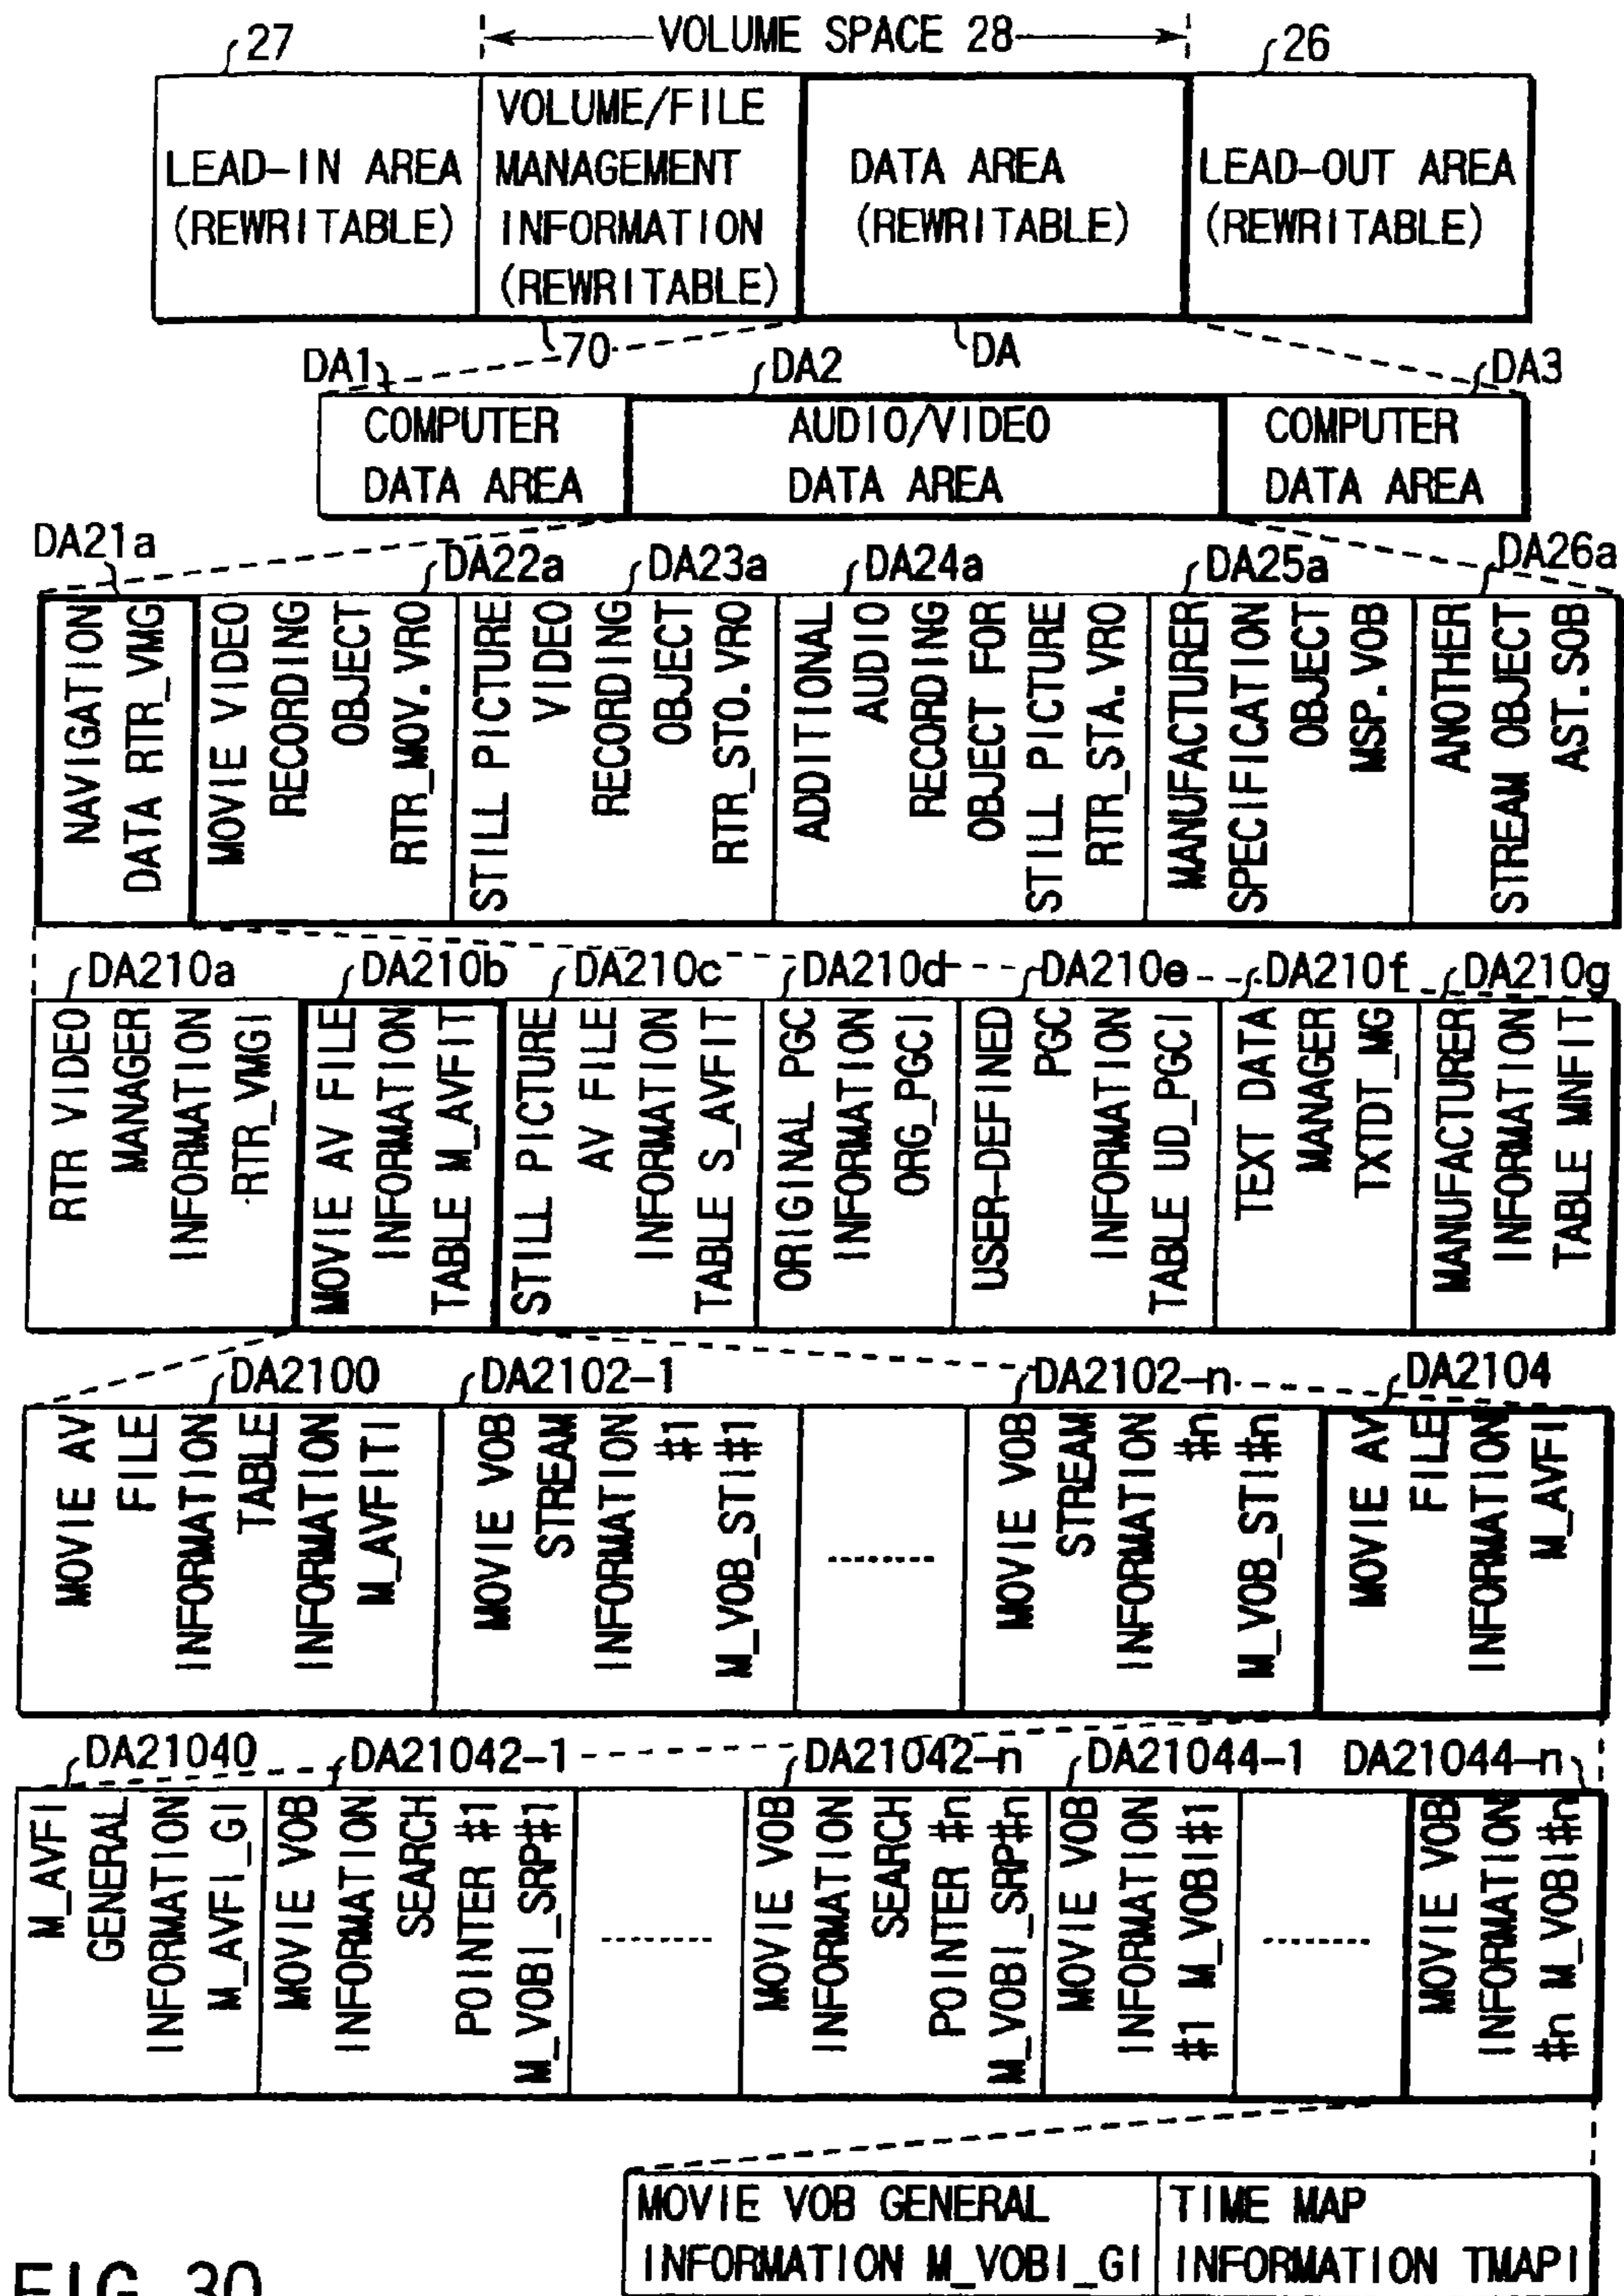 27
VOLUME SPACE 28
26
LEAD-IN AREA
(REWRITABLE)
VOLUME/FILE
MANAGEMENT
INFORMATION
(REWRITABLE)
DATA AREA
(REWRITABLE)
LEAD-OUT AREA
(REWRITABLE)
70
DA
DA1
DA2
DA3
COMPUTER
DATA AREA
AUDIO/VIDEO
DATA AREA
COMPUTER
DATA AREA
DA21a
DA22a
DA23a
DA24a
DA25a
DA26a
NAVIGATION
DATA RTR_VMG
MOVIE VIDEO
RECORDING
OBJECT
RTR_MOV.VRO
STILL PICTURE
VIDEO
RECORDING
OBJECT
RTR_STO.VRO
ADDITIONAL
AUDIO
RECORDING
OBJECT FOR
STILL PICTURE
RTR_STA.VRO
MANUFACTURER
SPECIFICATION
OBJECT
MSP.VOB
ANOTHER
STREAM OBJECT
AST.SOB
DA210a
DA210b
DA210c
DA210d
DA210e
DA210f
DA210g
RTR VIDEO
MANAGER
INFORMATION
RTR_VMGI
MOVIE AV FILE
INFORMATION
TABLE M_AVFIT
STILL PICTURE
AV FILE
INFORMATION
TABLE S_AVFIT
ORIGINAL PGC
INFORMATION
ORG_PGCI
USER-DEFINED
PGC
INFORMATION
TABLE UD_PGCI
TEXT DATA
MANAGER
TXTDT_MG
MANUFACTURER
INFORMATION
TABLE MNFIT
DA2100
DA2102-1
DA2102-n
DA2104
MOVIE AV
FILE
INFORMATION
TABLE
INFORMATION
M_AVFITI
MOVIE VOB
STREAM
INFORMATION
#1
M_VOB_STI#1
MOVIE VOB
STREAM
INFORMATION
#n
M_VOB_STI#n
MOVIE AV
FILE
INFORMATION
M_AVFI
DA21040
DA21042-1
DA21042-n
DA21044-1
DA21044-n
M_AVFI
GENERAL
INFORMATION
M_AVFI_GI
MOVIE VOB
INFORMATION
SEARCH
POINTER #1
M_VOBI_SRP#1
MOVIE VOB
INFORMATION
SEARCH
POINTER #n
M_VOBI_SRP#n
MOVIE VOB
INFORMATION
#1 M_VOBI#1
MOVIE VOB
INFORMATION
#n M_VOBI#n
MOVIE VOB GENERAL
INFORMATION M_VOBI_GI
TIME MAP
INFORMATION TMAPI
FIG. 30